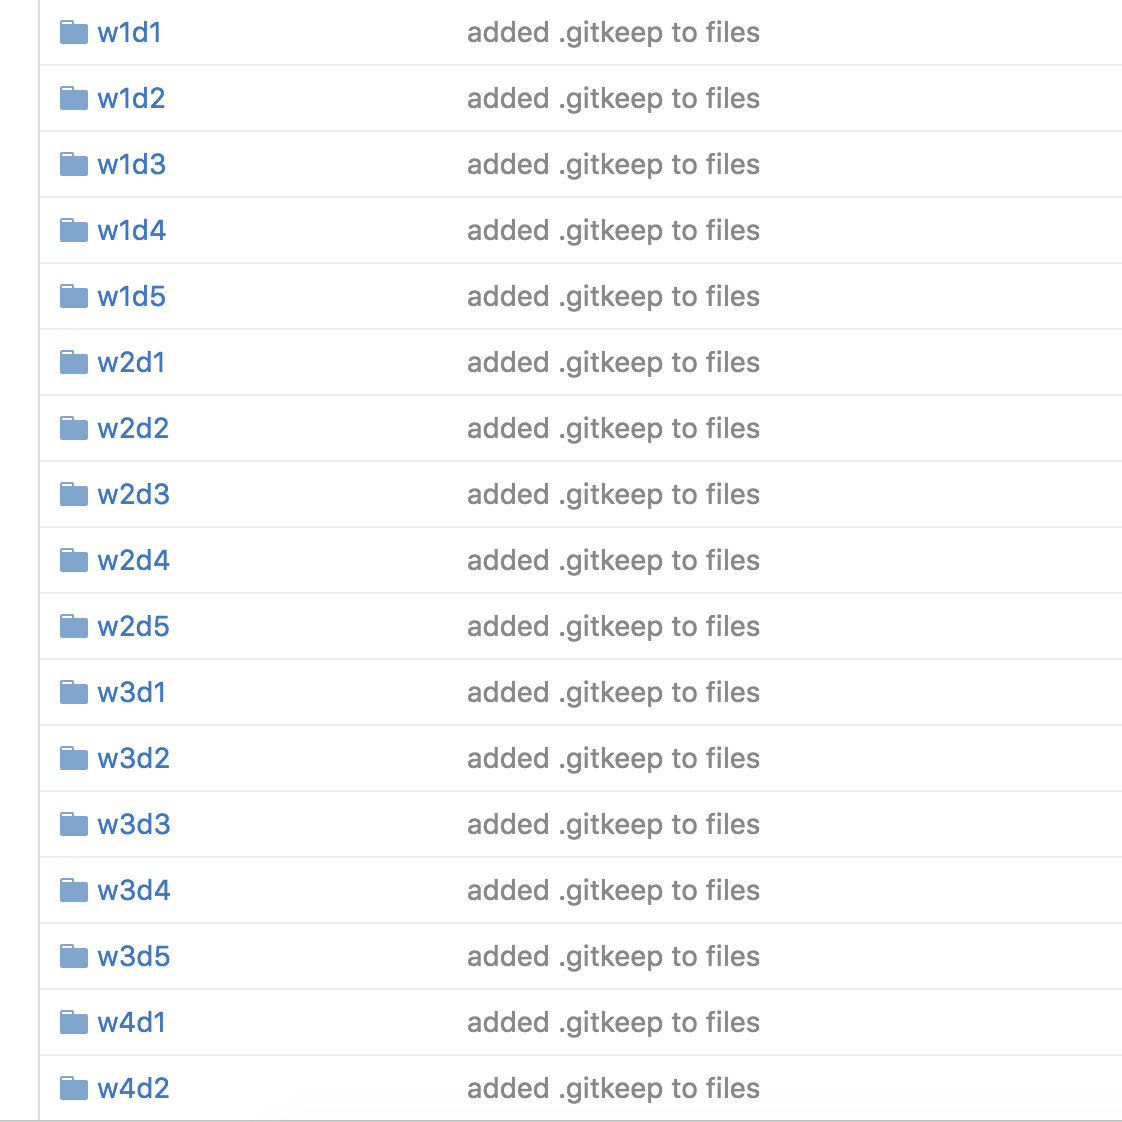 w1d1 added .gitkeep to files
w1d2 added .gitkeep to files
w1d3 added .gitkeep to files
w1d4 added .gitkeep to files
w1d5 added .gitkeep to files
w2d1 added .gitkeep to files
w2d2 added .gitkeep to files
w2d3 added .gitkeep to files
w2d4 added .gitkeep to files
w2d5 added .gitkeep to files
w3d1 added .gitkeep to files
w3d2 added .gitkeep to files
w3d3 added .gitkeep to files
w3d4 added .gitkeep to files
w3d5 added .gitkeep to files
w4d1 added .gitkeep to files
w4d2 added .gitkeep to files